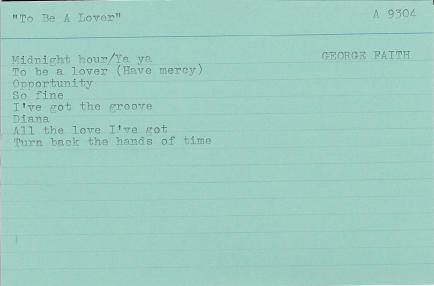 "To Be A Lover"
A 9304
Midnight hour/Ya ya
GEORGE FAITH
To be a lover (Have mercy)
Opportunity
So fine
I've got the groove
Diana
All the love I've got
Turn back the hands of time